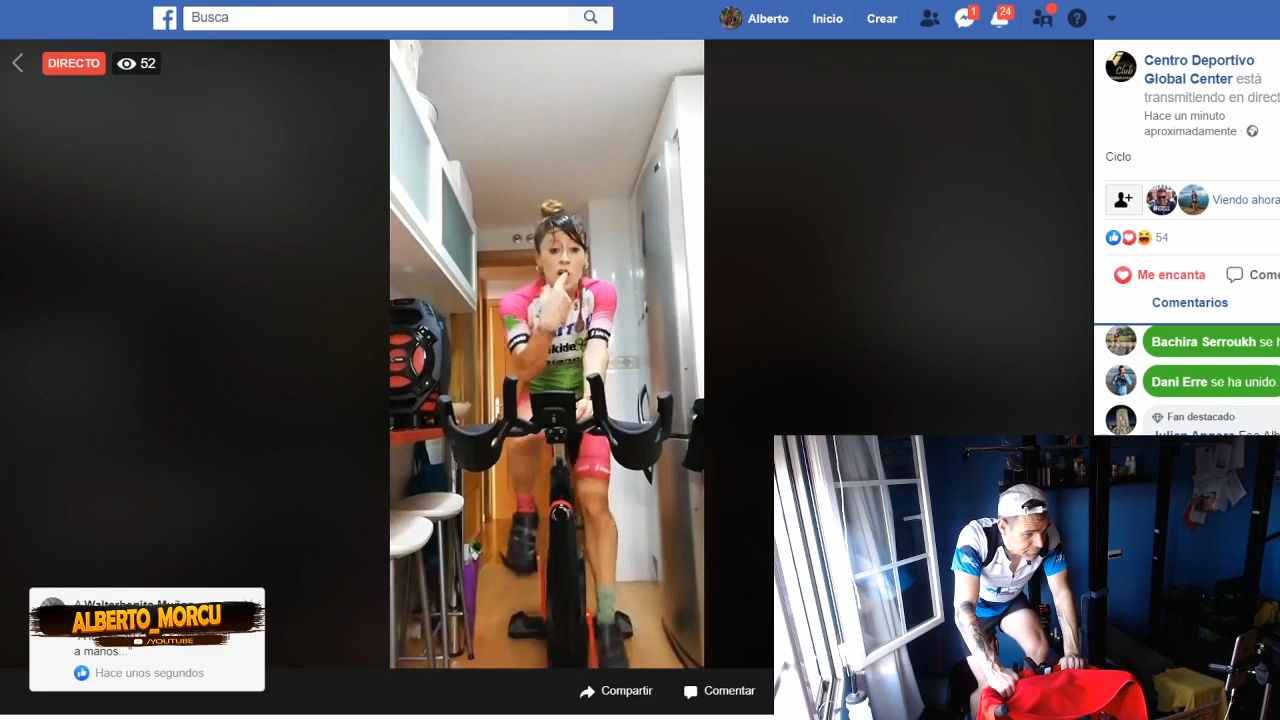 Busca
Alberto
Inicio
Crear
1
24
DIRECTO
52
Centro Deportivo
Global Center está
transmitiendo en direct
Hace un minuto
aproximadamente
Ciclo
Viendo ahora
54
Me encanta
Come
Comentarios
Bachira Serroukh se h
Dani Erre se ha unido.
Fan destacado
ALBERTO_MORCU
/YOUTUBE
a manos..."
Hace unos segundos
Compartir
Comentar